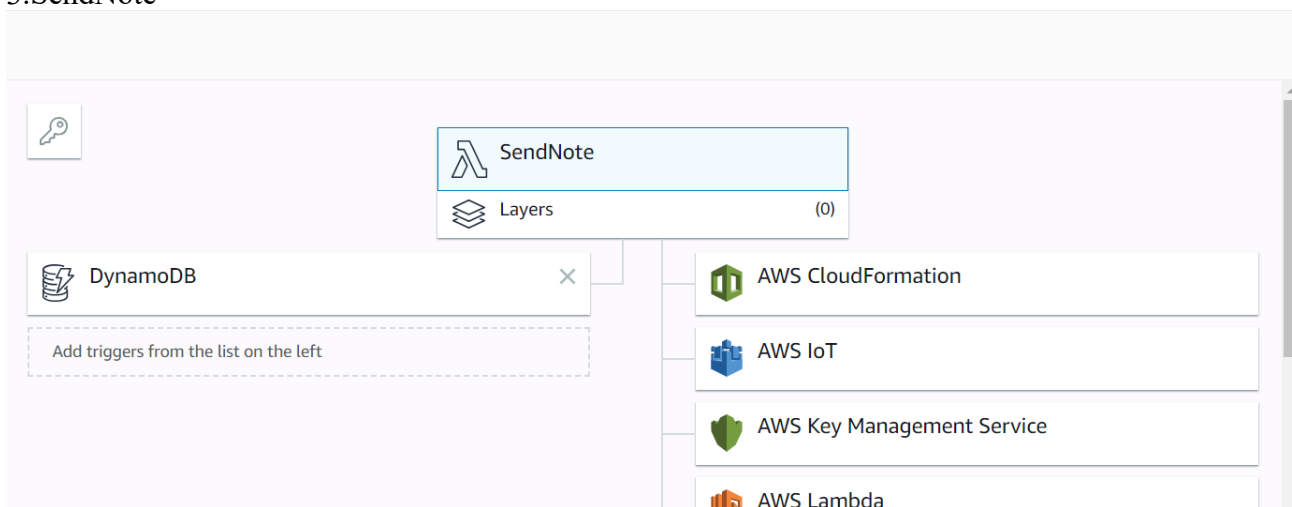 SendNote
Layers (0)
DynamoDB
Add triggers from the list on the left
AWS CloudFormation
AWS IoT
AWS Key Management Service
AWS Lambda